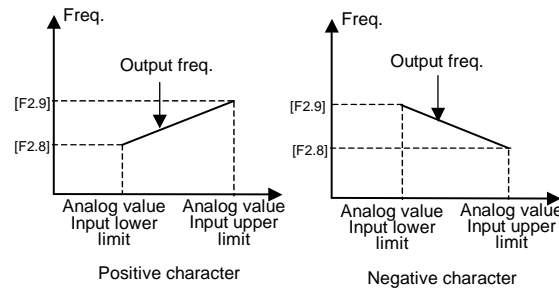 Freq.
Output freq.
[F2.9]
[F2.8]
Analog value
Input lower
limit
Analog value
Input upper
limit
Positive character
Freq.
Output freq.
[F2.9]
[F2.8]
Analog value
Input lower
limit
Analog value
Input upper
limit
Negative character